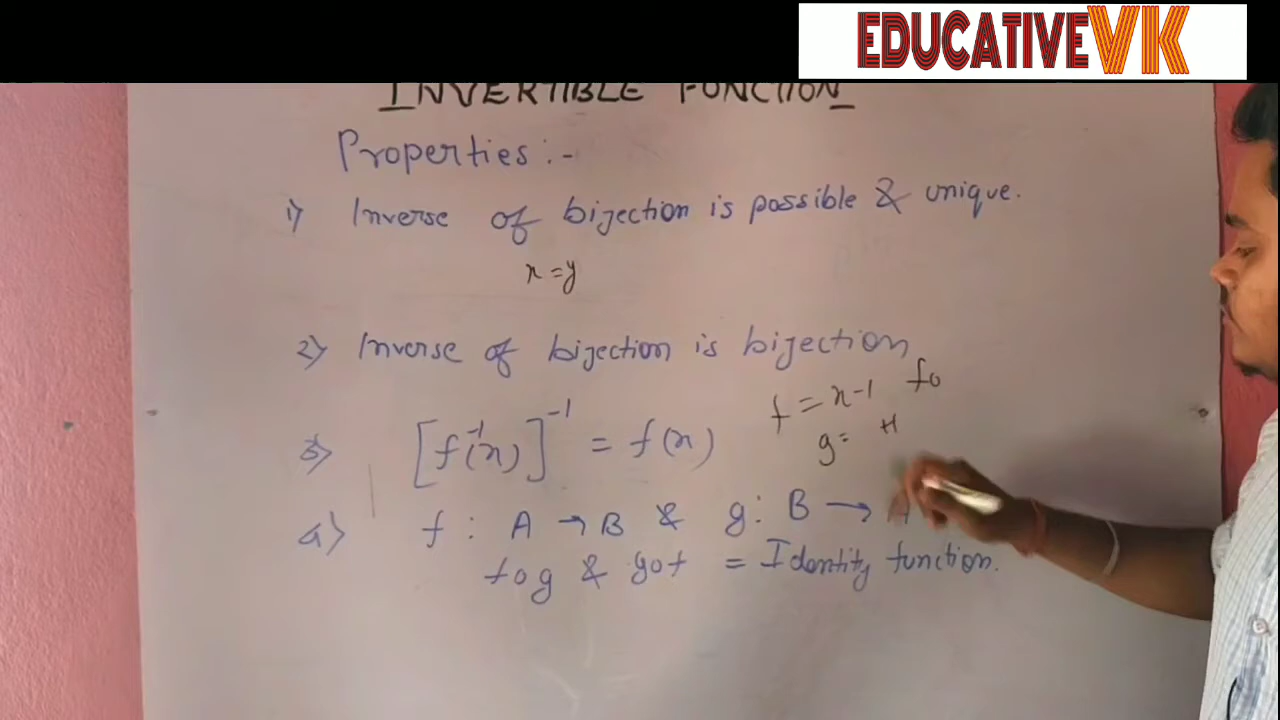 EDUCATIVEVK
INVERTIBLE FUNCTION
Properties :-
1) Inverse of bijection is possible & unique.
x = y
2) Inverse of bijection is bijection
f = x-1 fo
g = +1
3) [f⁻¹(x)]⁻¹ = f(x)
4) f : A → B & g : B → A
fog & gof = Identity function.